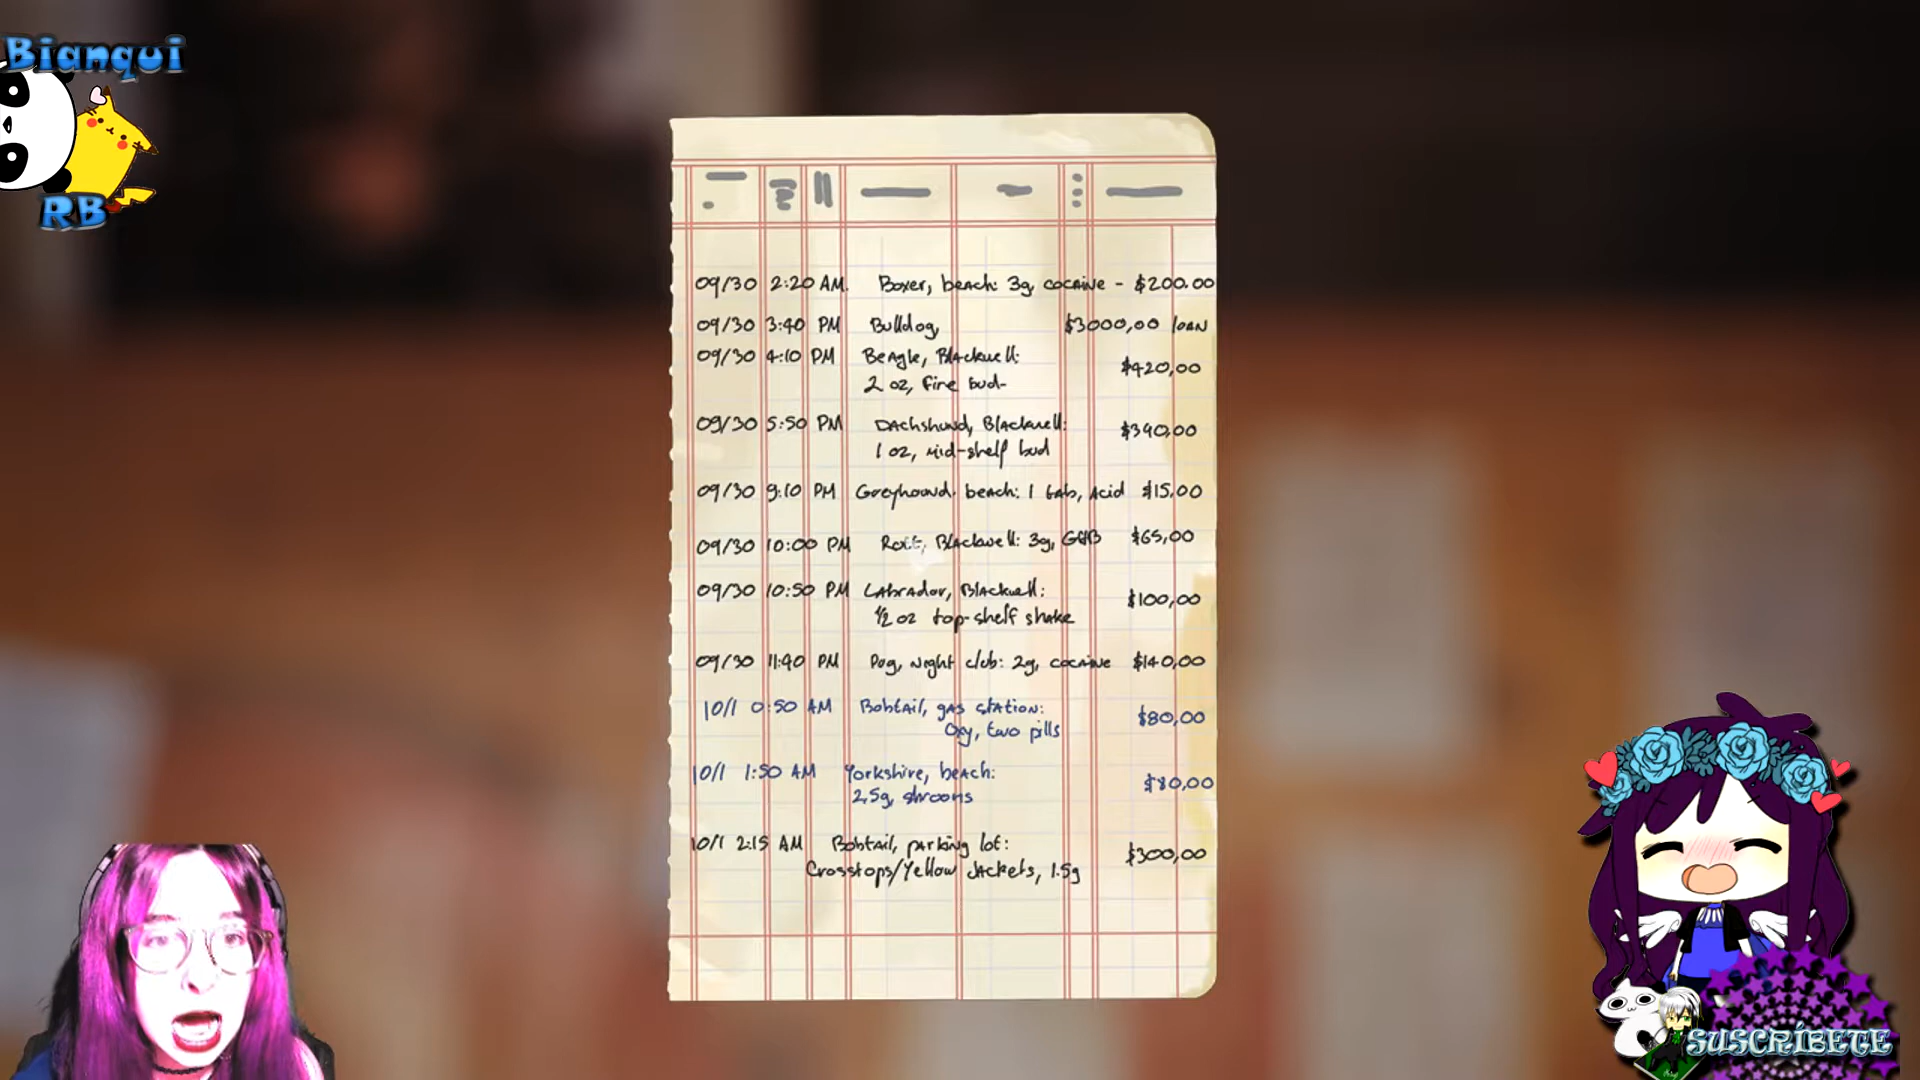 Bianqui
RB
09/30 2:20 AM. Boxer, beach: 3g, cocaine - $200.00
09/30 3:40 PM Bulldog, $3000,00 loan
09/30 4:10 PM Beagle, Blackwell:
2 oz, fire bud- $420,00
09/30 5:50 PM Dachshund, Blackwell: $390,00
1 oz, mid-shelf bud
09/30 9:10 PM Greyhound, beach: 1 tab, acid $15,00
09/30 10:00 PM Rott, Blackwell: 3g, GHB $65,00
09/30 10:50 PM Labrador, Blackwell: $100,00
1/2 oz top-shelf shake
09/30 11:40 PM Pog, night club: 2g, cocaine $140,00
10/1 0:50 AM Bobtail, gas station: $80,00
Oxy, two pills
10/1 1:50 AM Yorkshire, beach: $80,00
2,5g, shrooms
10/1 2:15 AM Bobtail, parking lot: $300,00
Crosstops/Yellow Jackets, 1.5g
SUSCRÍBETE